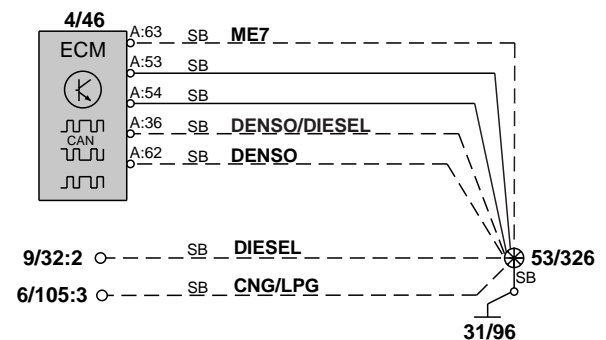 4/46
ECM
CAN
A:63 SB ME7
A:53 SB
A:54 SB
A:36 SB DENSO/DIESEL
A:62 SB DENSO
9/32:2 SB DIESEL
53/326
SB
6/105:3 SB CNG/LPG
31/96